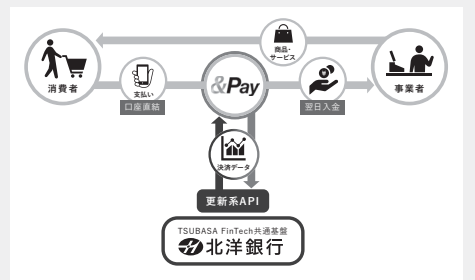 商品・
サービス
消費者
支払い
口座直結
&Pay
翌日入金
事業者
決済データ
更新系API
TSUBASA FinTech共通基盤
北洋銀行